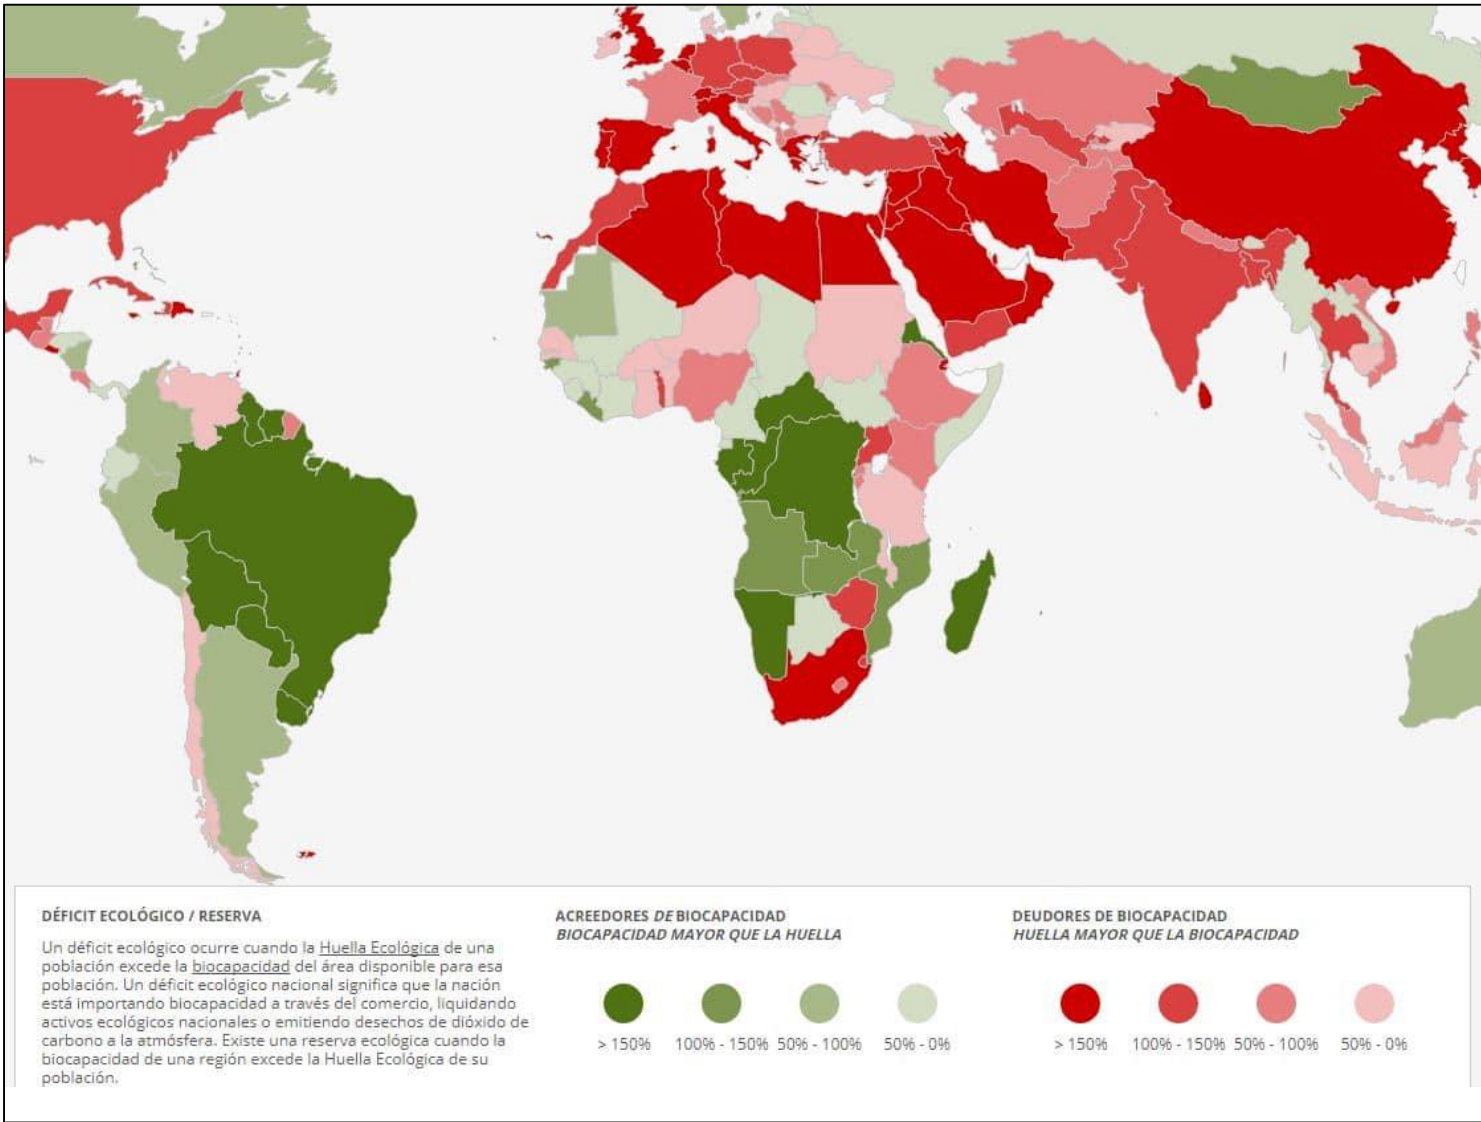 DÉFICIT ECOLÓGICO / RESERVA
Un déficit ecológico ocurre cuando la Huella Ecológica de una
población excede la biocapacidad del área disponible para esa
población. Un déficit ecológico nacional significa que la nación
está importando biocapacidad a través del comercio, liquidando
activos ecológicos nacionales o emitiendo desechos de dióxido de
carbono a la atmósfera. Existe una reserva ecológica cuando la
biocapacidad de una región excede la Huella Ecológica de su
población.
ACREEDORES DE BIOCAPACIDAD
BIOCAPACIDAD MAYOR QUE LA HUELLA
> 150% 100% - 150% 50% - 100% 50% - 0%
DEUDORES DE BIOCAPACIDAD
HUELLA MAYOR QUE LA BIOCAPACIDAD
> 150% 100% - 150% 50% - 100% 50% - 0%